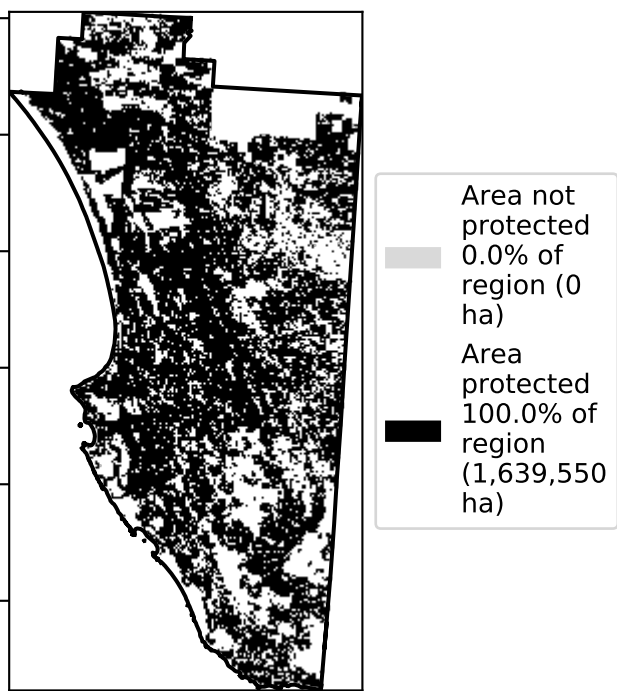 Area not
protected
0.0% of
region (0
ha)
Area
protected
100.0% of
region
(1,639,550
ha)